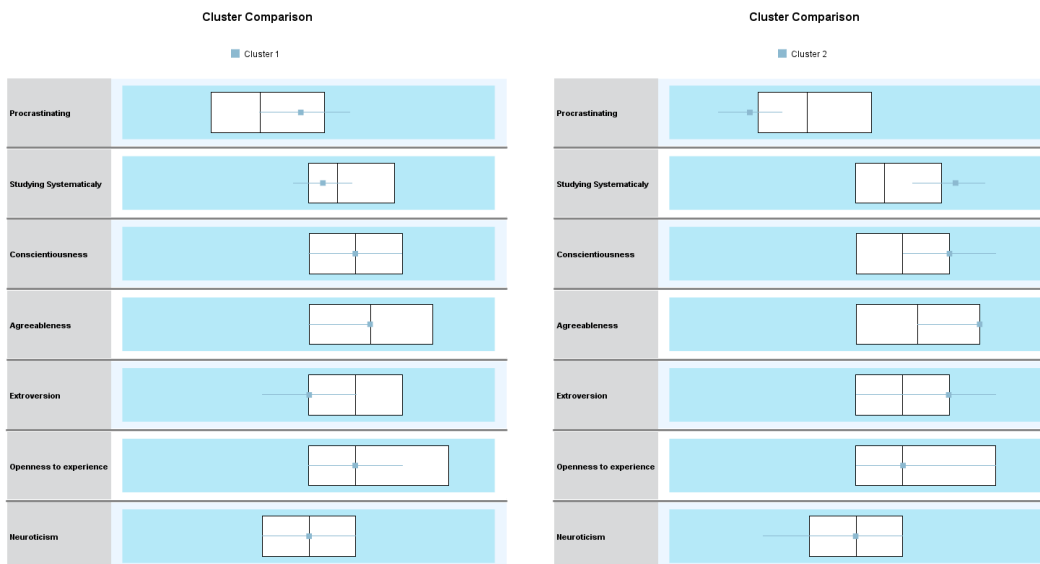 Cluster Comparison
Cluster 1
Procrastinating
Studying Systematicaly
Conscientiousness
Agreeableness
Extroversion
Openness to experience
Neuroticism
Cluster Comparison
Cluster 2
Procrastinating
Studying Systematicaly
Conscientiousness
Agreeableness
Extroversion
Openness to experience
Neuroticism